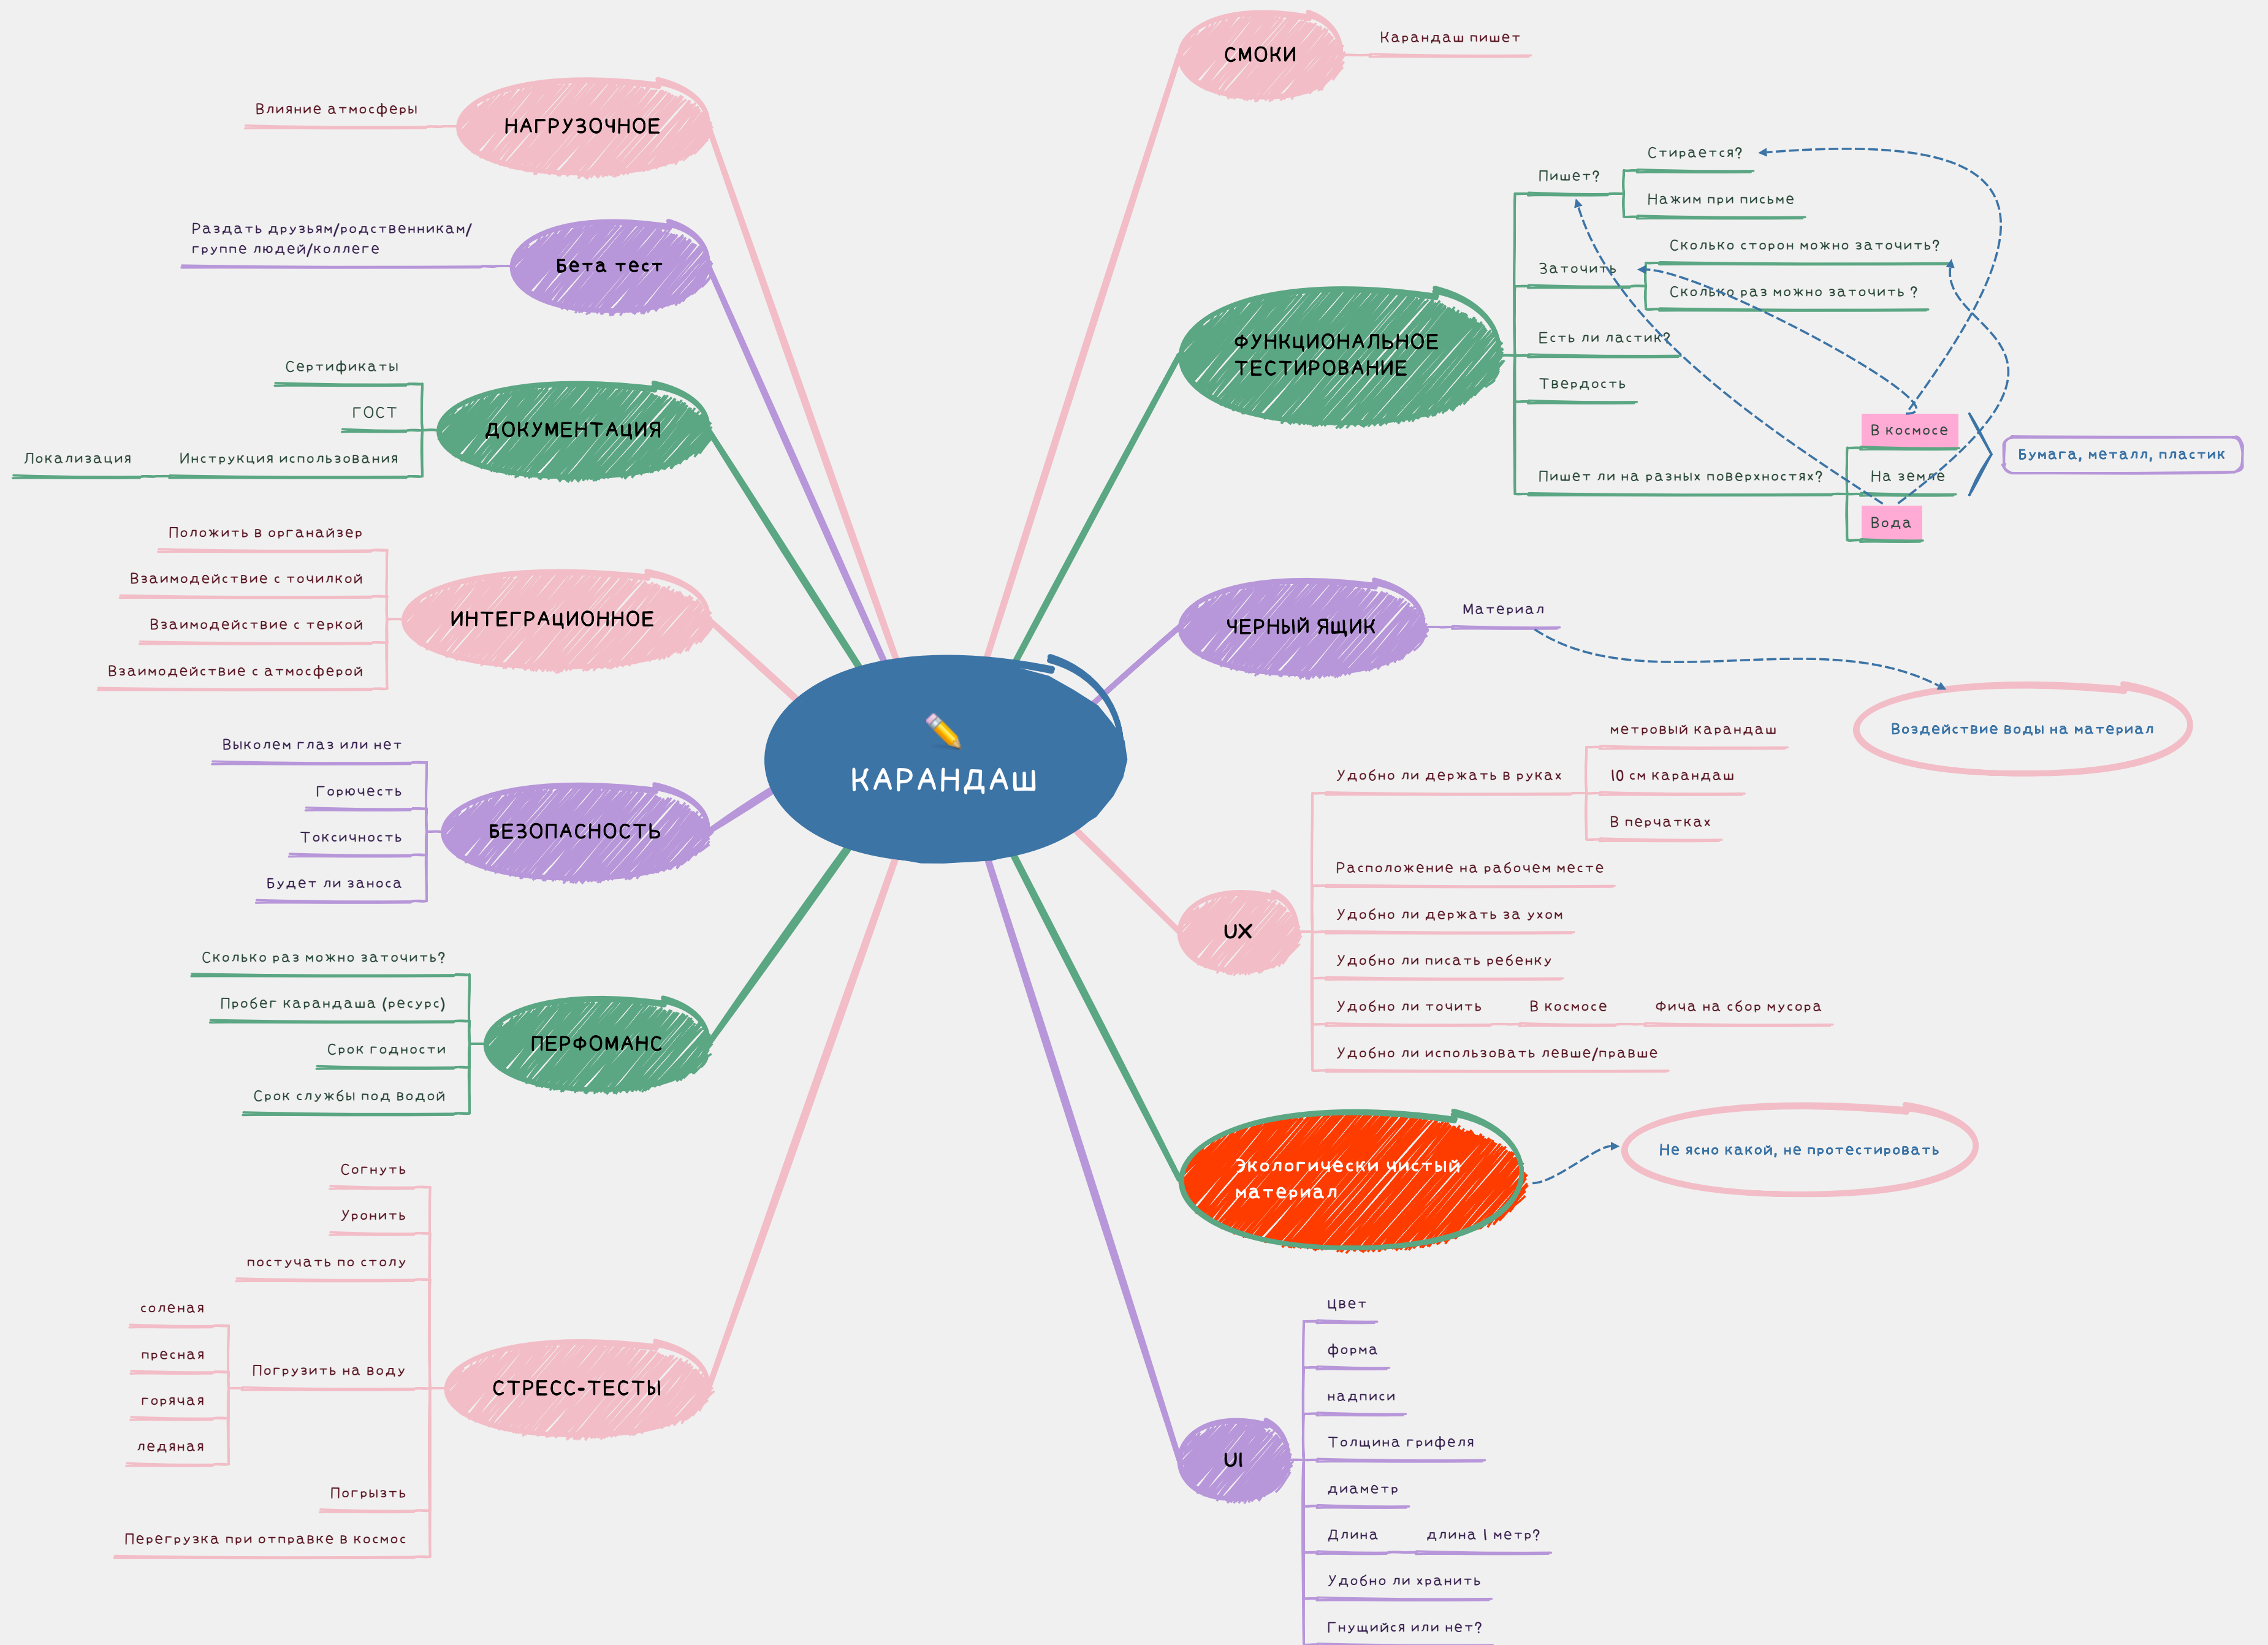 КАРАНДАШ
СМОКИ
Карандаш пишет
ФУНКЦИОНАЛЬНОЕ
ТЕСТИРОВАНИЕ
Пишет?
Стирается?
Нажим при письме
Заточить
Сколько сторон можно заточить?
Сколько раз можно заточить ?
Есть ли ластик?
Твердость
Пишет ли на разных поверхностях?
В космосе
На земле
Вода
Бумага, металл, пластик
ЧЕРНЫЙ ЯЩИК
Материал
Воздействие воды на материал
UX
Удобно ли держать в руках
метровый карандаш
10 см карандаш
В перчатках
Расположение на рабочем месте
Удобно ли держать за ухом
Удобно ли писать ребенку
Удобно ли точить
В космосе
Фича на сбор мусора
Удобно ли использовать левше/правше
Экологически чистый
материал
Не ясно какой, не протестировать
UI
цвет
форма
надписи
Толщина грифеля
диаметр
Длина
длина 1 метр?
Удобно ли хранить
Гнущийся или нет?
НАГРУЗОЧНОЕ
Влияние атмосферы
Бета тест
Раздать друзьям/родственникам/
группе людей/коллеге
ДОКУМЕНТАЦИЯ
Сертификаты
ГОСТ
Инструкция использования
Локализация
ИНТЕГРАЦИОННОЕ
Положить в органайзер
Взаимодействие с точилкой
Взаимодействие с теркой
Взаимодействие с атмосферой
БЕЗОПАСНОСТЬ
Выколем глаз или нет
Горючесть
Токсичность
Будет ли заноса
ПЕРФОМАНС
Сколько раз можно заточить?
Пробег карандаша (ресурс)
Срок годности
Срок службы под водой
СТРЕСС-ТЕСТЫ
Согнуть
Уронить
постучать по столу
Погрузить на воду
соленая
пресная
горячая
ледяная
Погрызть
Перегрузка при отправке в космос